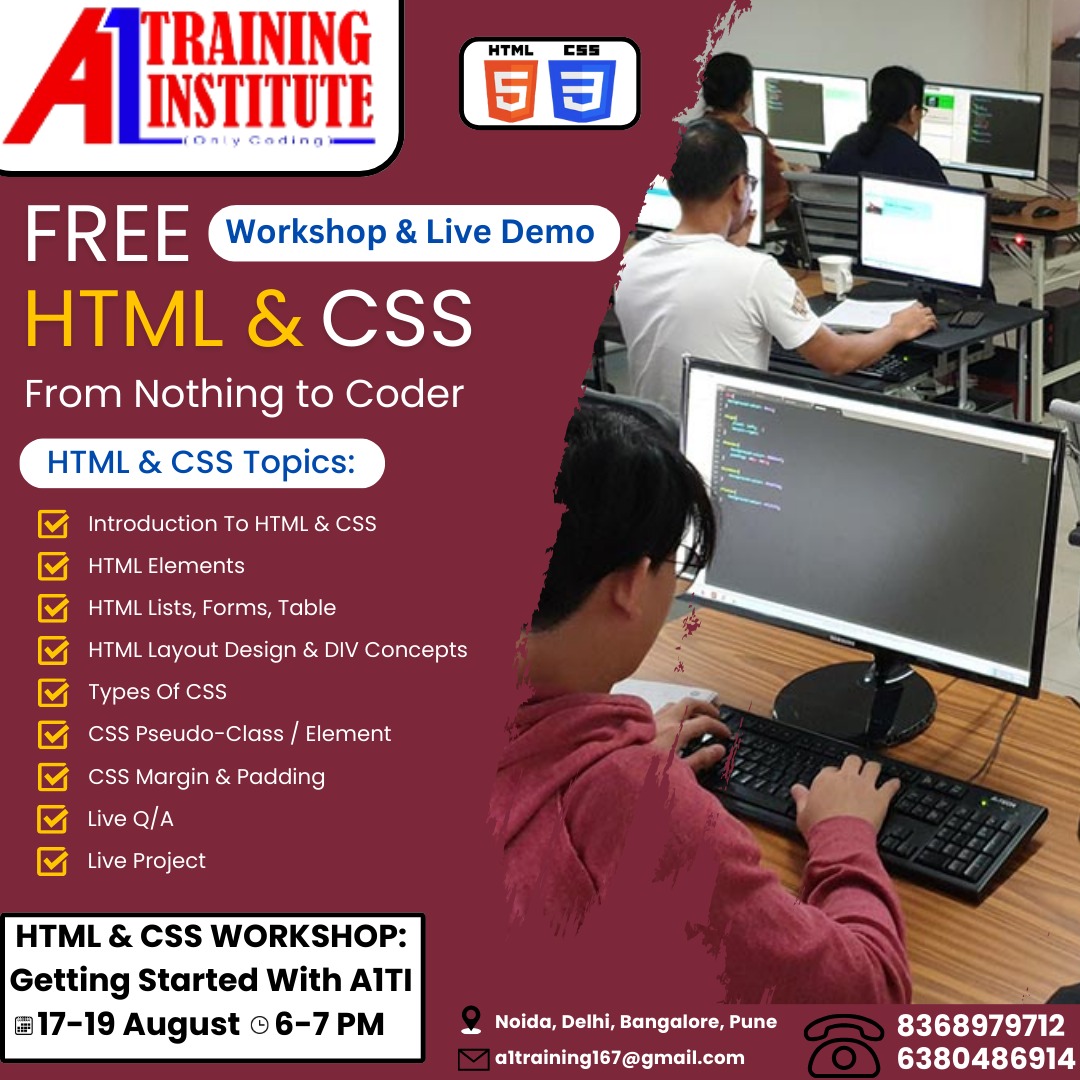 A1 TRAINING
INSTITUTE
(Only Coding)
HTML CSS
5 3
FREE Workshop & Live Demo
HTML & CSS
From Nothing to Coder
HTML & CSS Topics:
Introduction To HTML & CSS
HTML Elements
HTML Lists, Forms, Table
HTML Layout Design & DIV Concepts
Types Of CSS
CSS Pseudo-Class / Element
CSS Margin & Padding
Live Q/A
Live Project
HTML & CSS WORKSHOP:
Getting Started With A1TI
17-19 August 6-7 PM
Noida, Delhi, Bangalore, Pune
a1training167@gmail.com
8368979712
6380486914